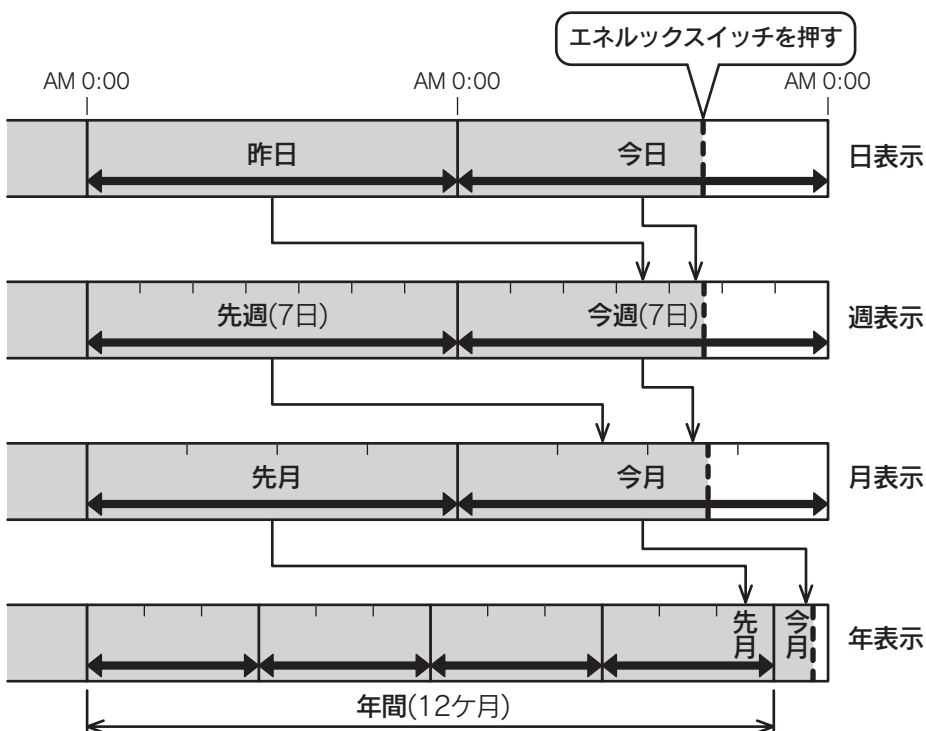 エネルックスイッチを押す
AM 0:00
AM 0:00
AM 0:00
昨日
今日
日表示
先週(7日)
今週(7日)
週表示
先月
今月
月表示
先月
今月
年表示
年間(12ケ月)